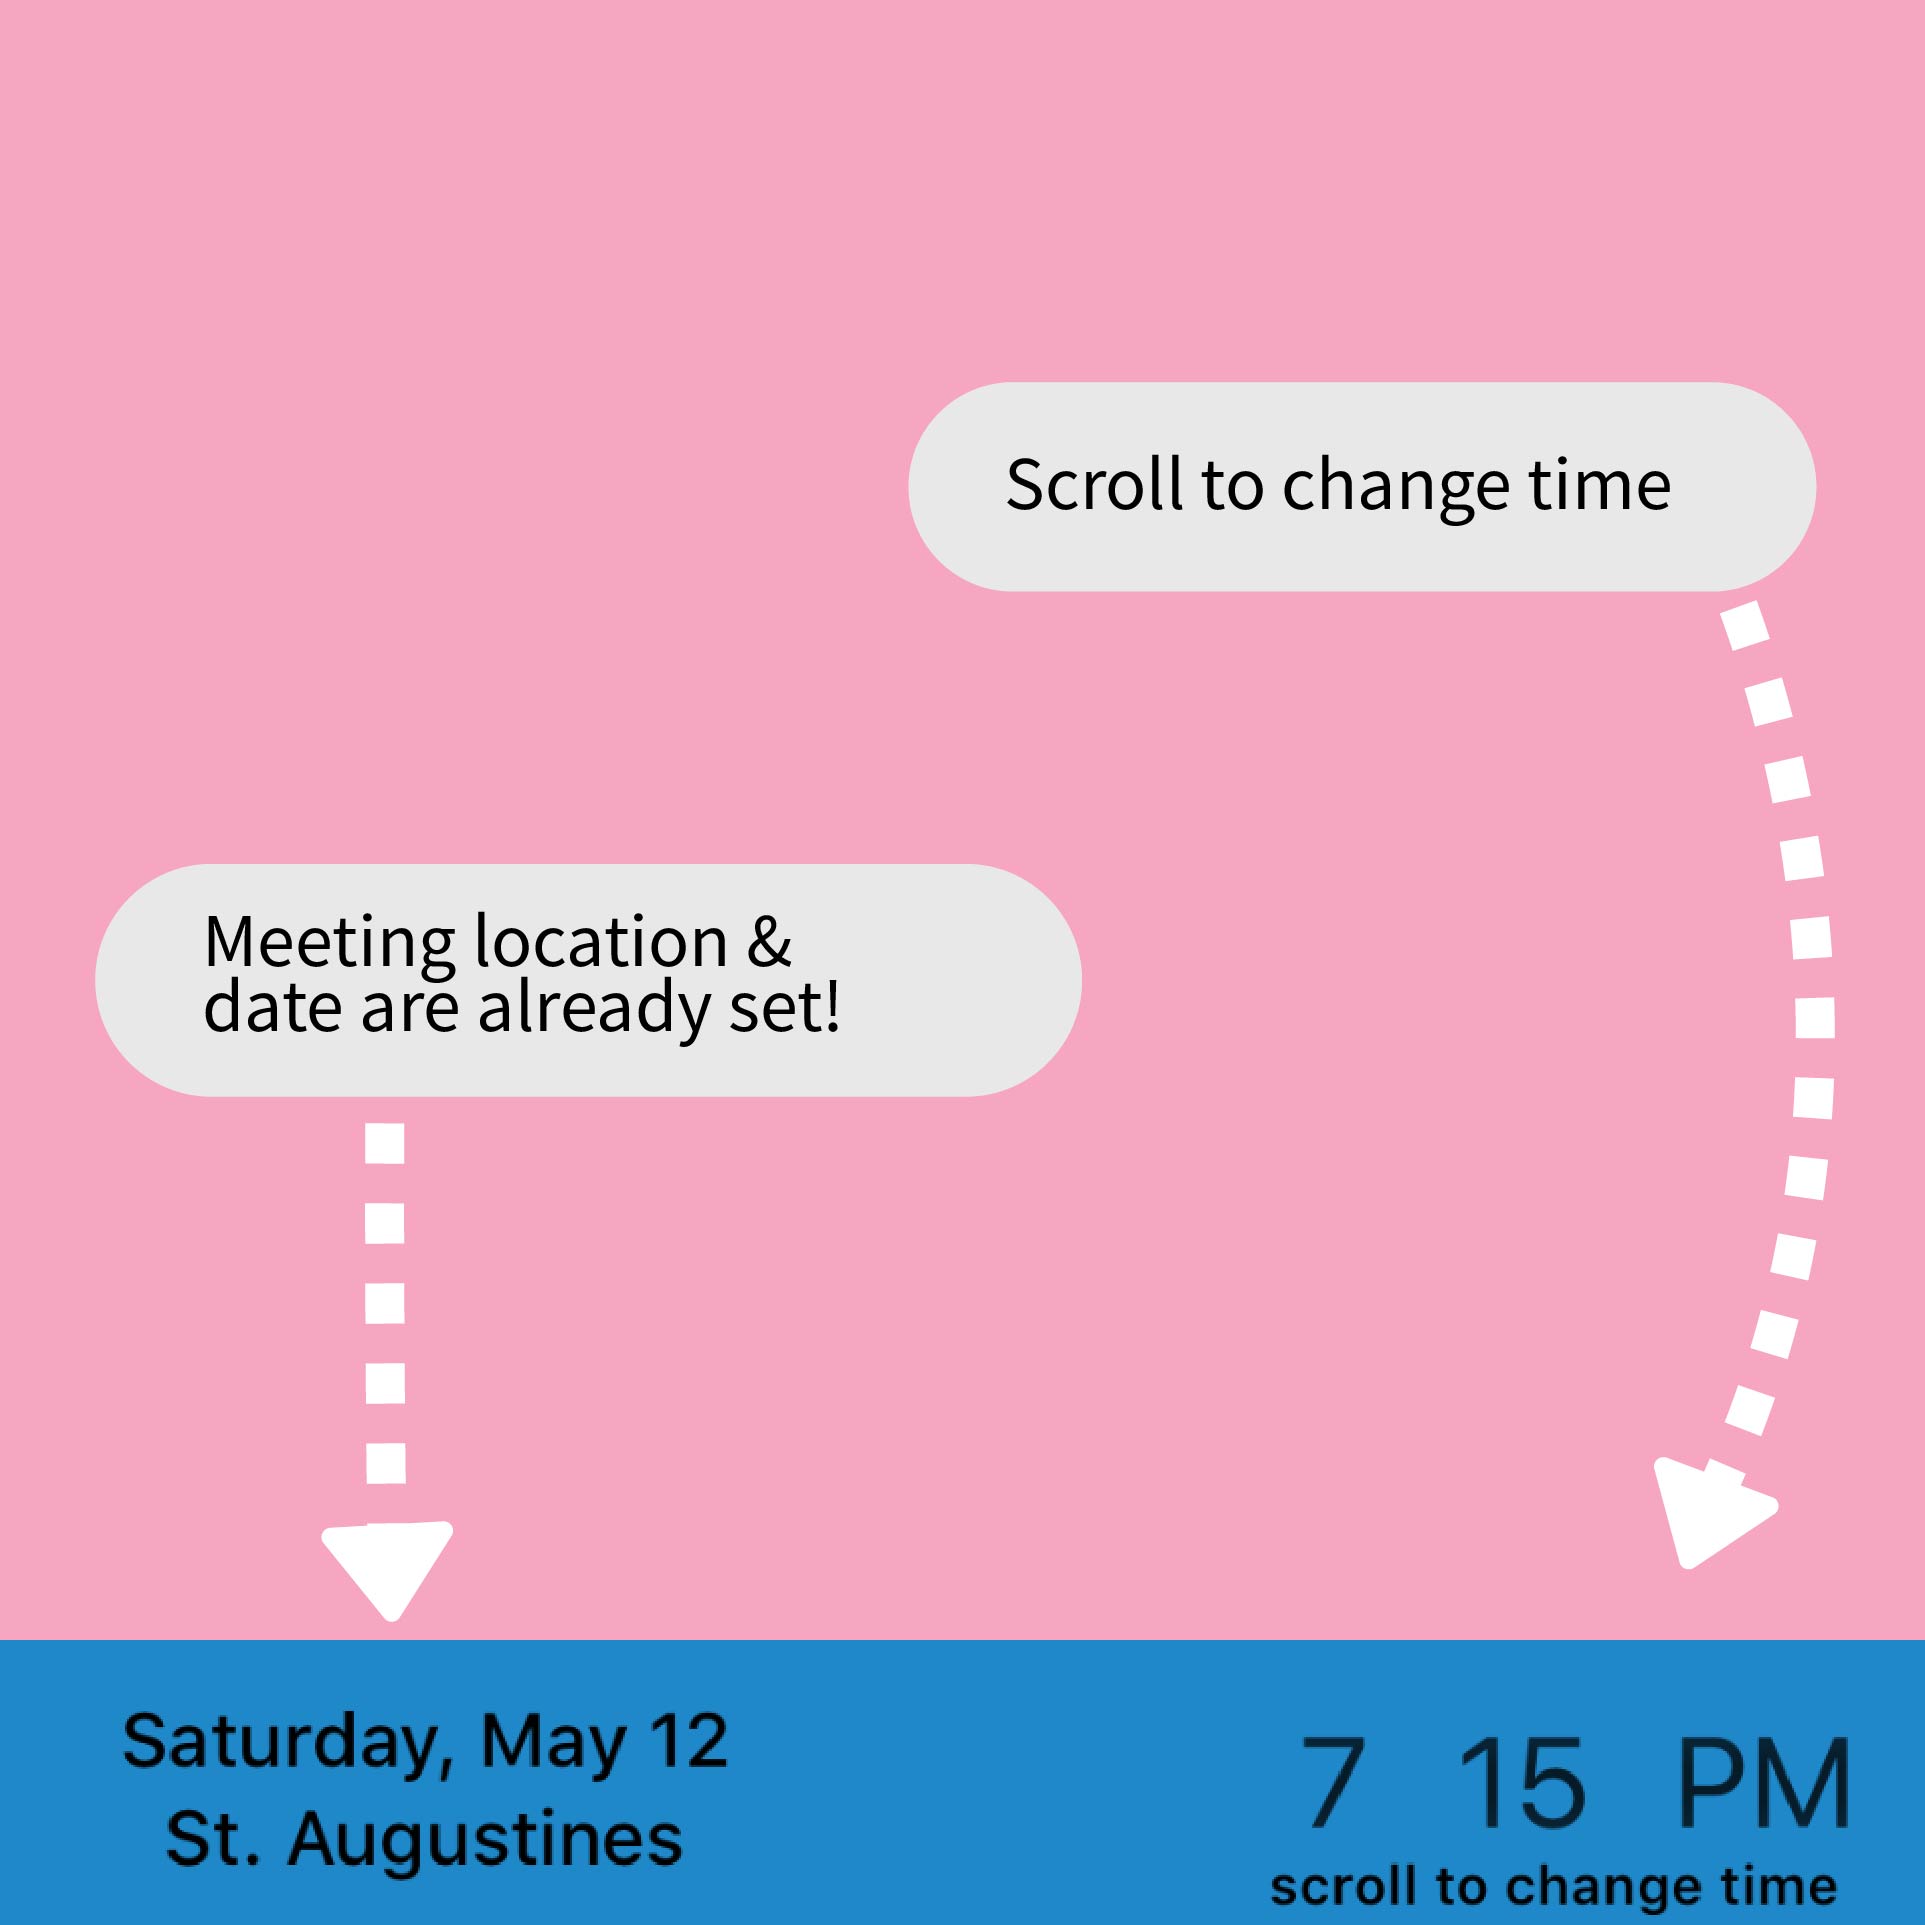 Scroll to change time
Meeting location &
date are already set!
Saturday, May 12
St. Augustines
7 15 PM
scroll to change time